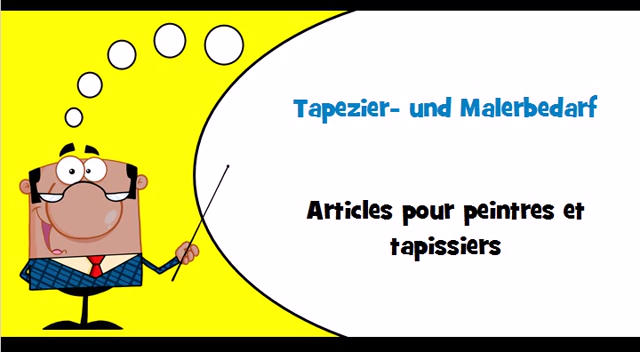 Tapezier- und Malerbedarf
Articles pour peintres et
tapissiers